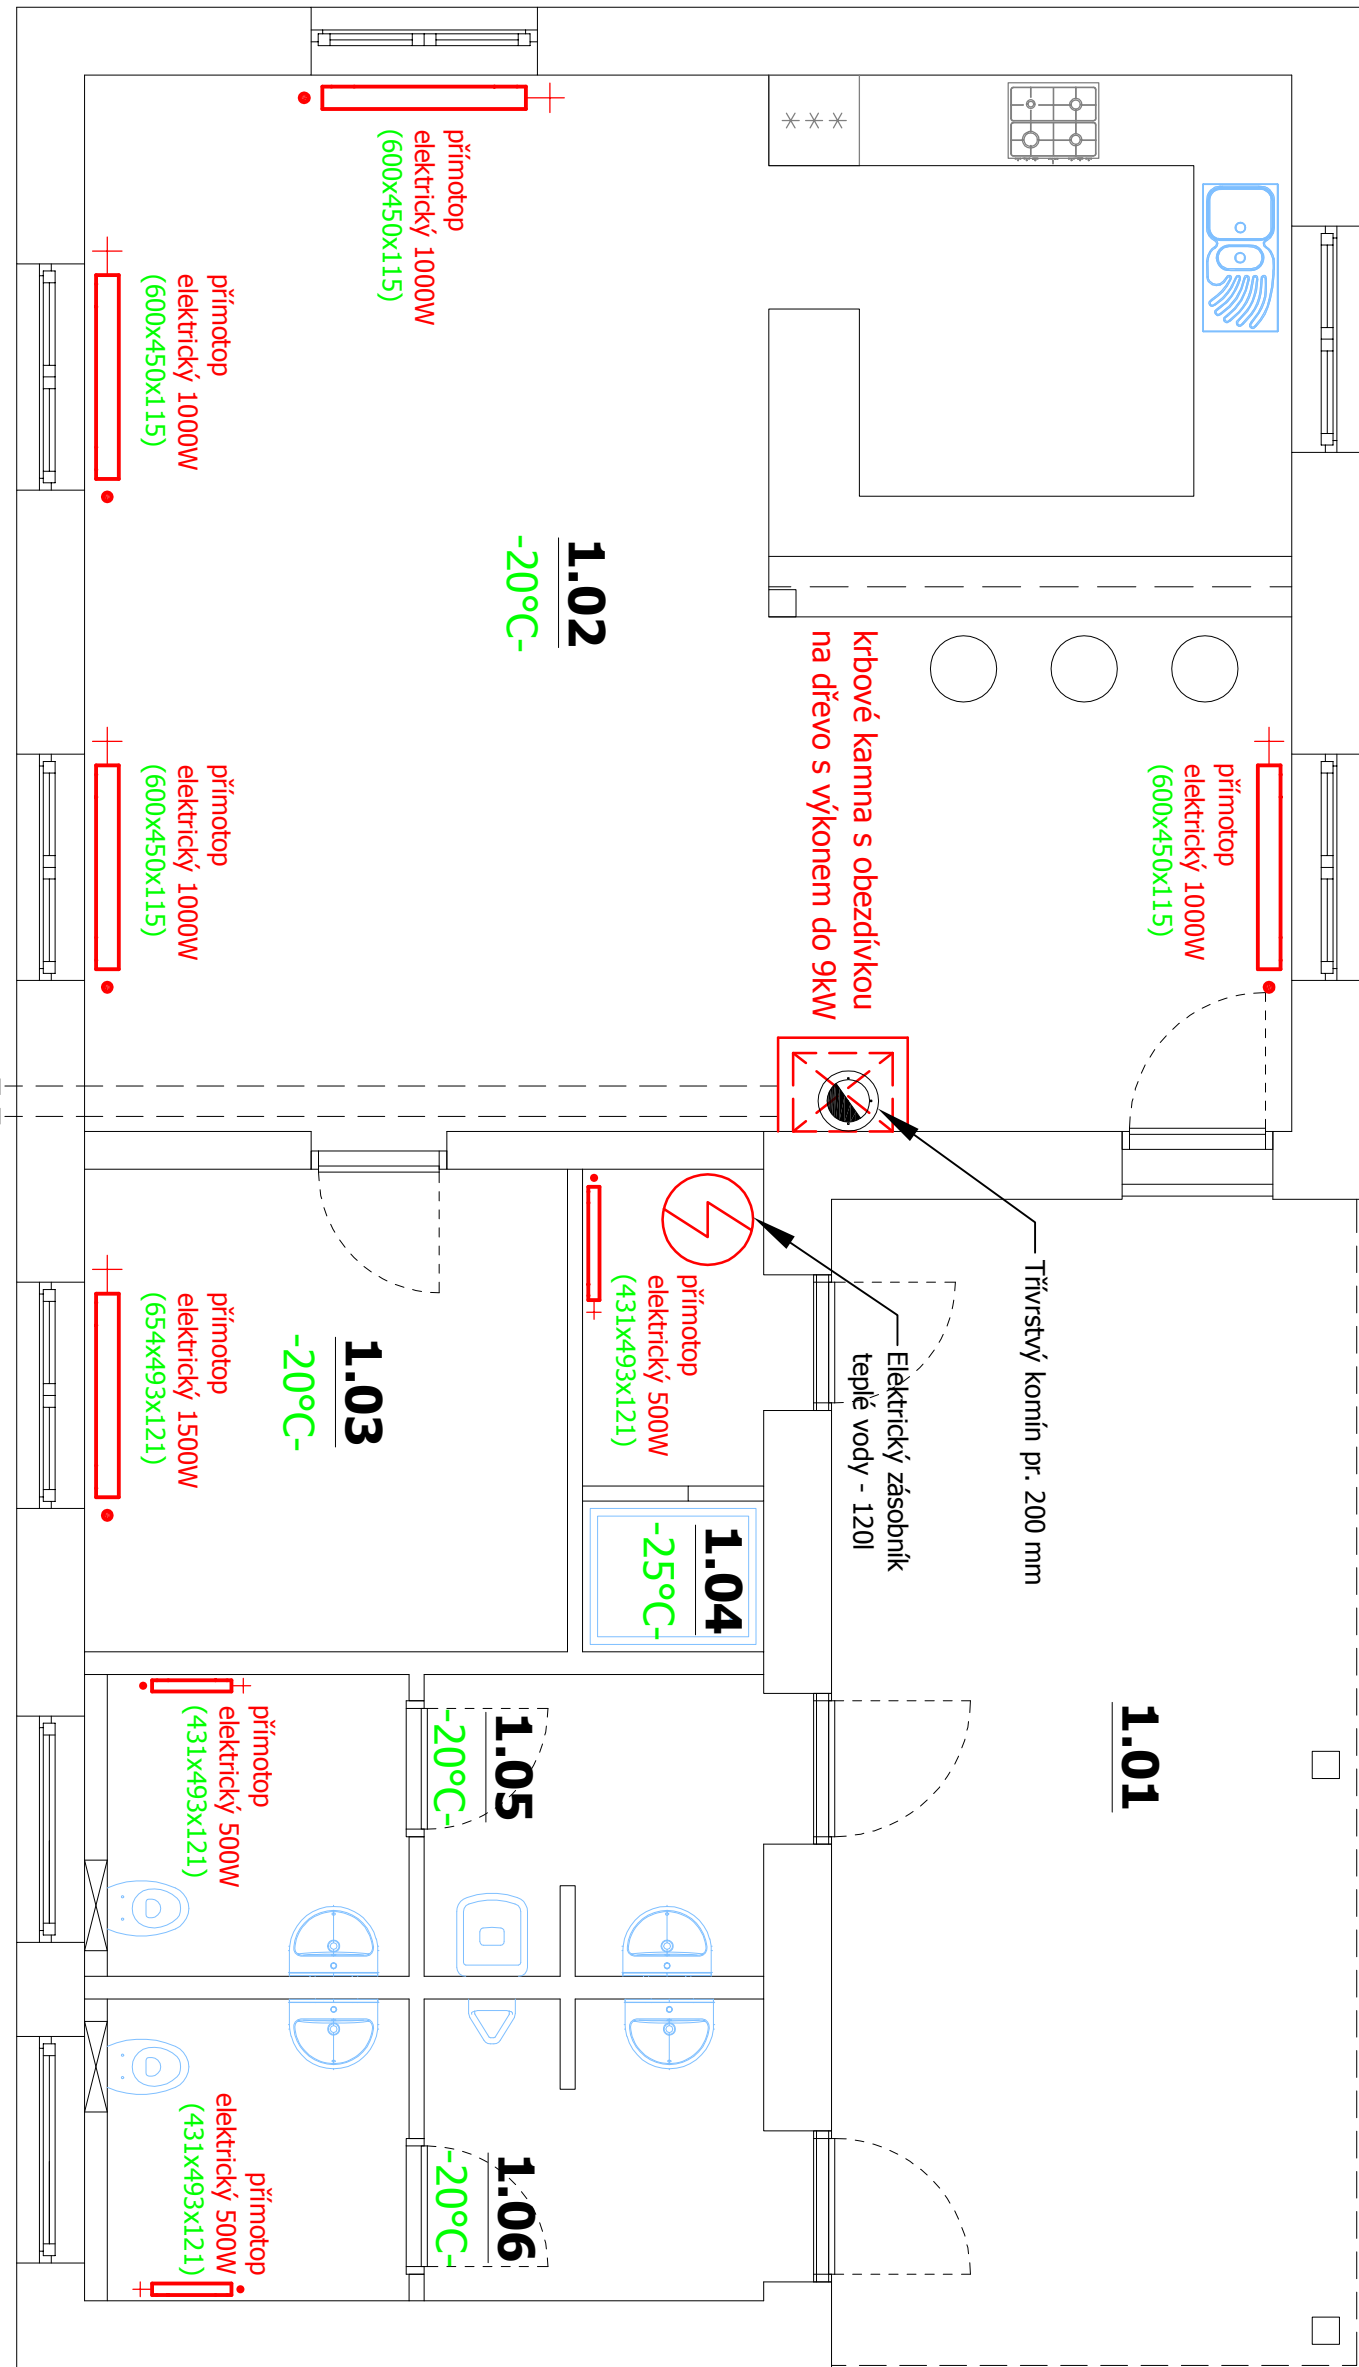 přímotop
elektrický 1000W
(600x450x115)
přímotop
elektrický 1000W
(600x450x115)
1.02
-20°C-
krbové kamna s obezdívkou
na dřevo s výkonem do 9kW
přímotop
elektrický 1000W
(600x450x115)
přímotop
elektrický 1000W
(600x450x115)
Třívrstvý komín pr. 200 mm
Elektrický zásobník
teplé vody - 120l
přímotop
elektrický 500W
(431x493x121)
přímotop
elektrický 1500W
(654x493x121)
1.03
-20°C-
1.04
-25°C-
1.01
1.05
-20°C-
přímotop
elektrický 500W
(431x493x121)
1.06
-20°C-
přímotop
elektrický 500W
(431x493x121)